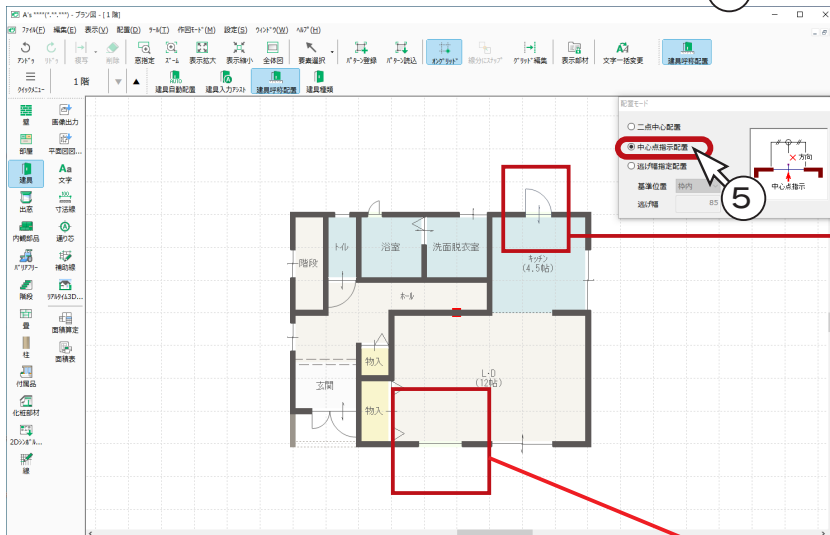 A's ****(*.**.***) - プラン図 - [1 階]
ファイル(F) 編集(E) 表示(V) 配置(O) ツール(T) 作図モード(M) 設定(S) ウィンドウ(W) ヘルプ(H)
アンドゥ リドゥ 複写 削除 窓指定 ズーム 表示拡大 表示縮小 全体図 要素選択 パターン登録 パターン読込 オングリッド 線分にスナップ グリッド編集 表示部材 文字一括変更 建具呼称配置
クイックメニュー 1 階 建具自動配置 建具入力アシスト 建具呼称配置 建具種類
壁 画像出力
部屋 平面図図...
建具 文字
出窓 寸法線
内観部品 通り芯
バリアフリー 補助線
階段 リアルタイム3D...
畳 面積算定
柱 面積表
付属品
化粧部材
2Dシンボル...
線
配置モード
二点中心配置
中心点指示配置
逃げ幅指定配置
基準位置 枠内
逃げ幅 85
方向
中心点指示
5
階段
トイレ
浴室
洗面脱衣室
キッチン
(4.5帖)
ホール
物入
玄関
物入
L・D
(12帖)